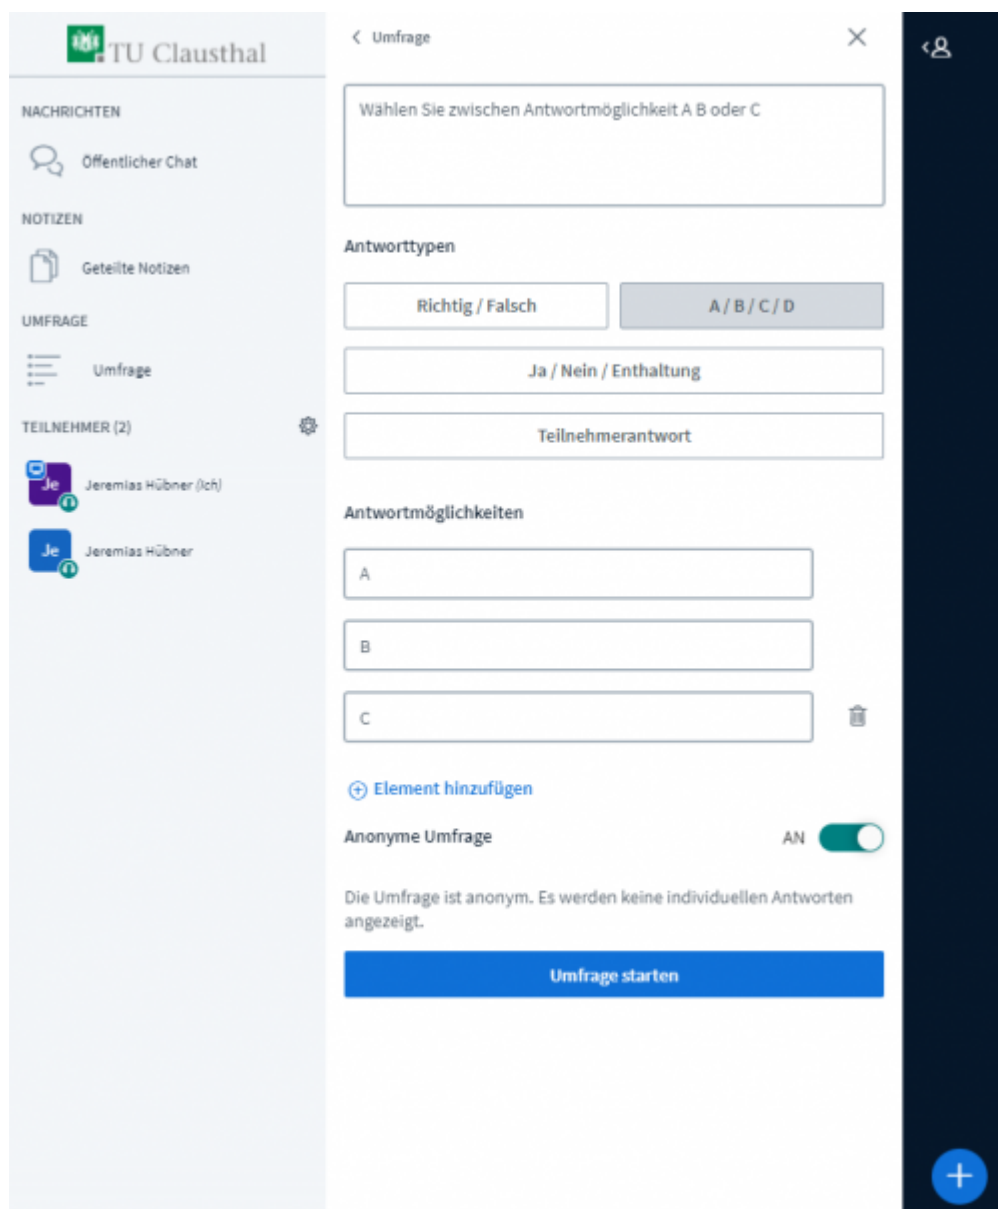 TU Clausthal
NACHRICHTEN
Öffentlicher Chat
NOTIZEN
Geteilte Notizen
UMFRAGE
Umfrage
TEILNEHMER (2)
Je
Jeremias Hübner (Ich)
Je
Jeremias Hübner
Umfrage
Wählen Sie zwischen Antwortmöglichkeit A B oder C
Antworttypen
Richtig / Falsch
A / B / C / D
Ja / Nein / Enthaltung
Teilnehmerantwort
Antwortmöglichkeiten
A
B
C
Element hinzufügen
Anonyme Umfrage
AN
Die Umfrage ist anonym. Es werden keine individuellen Antworten
angezeigt.
Umfrage starten